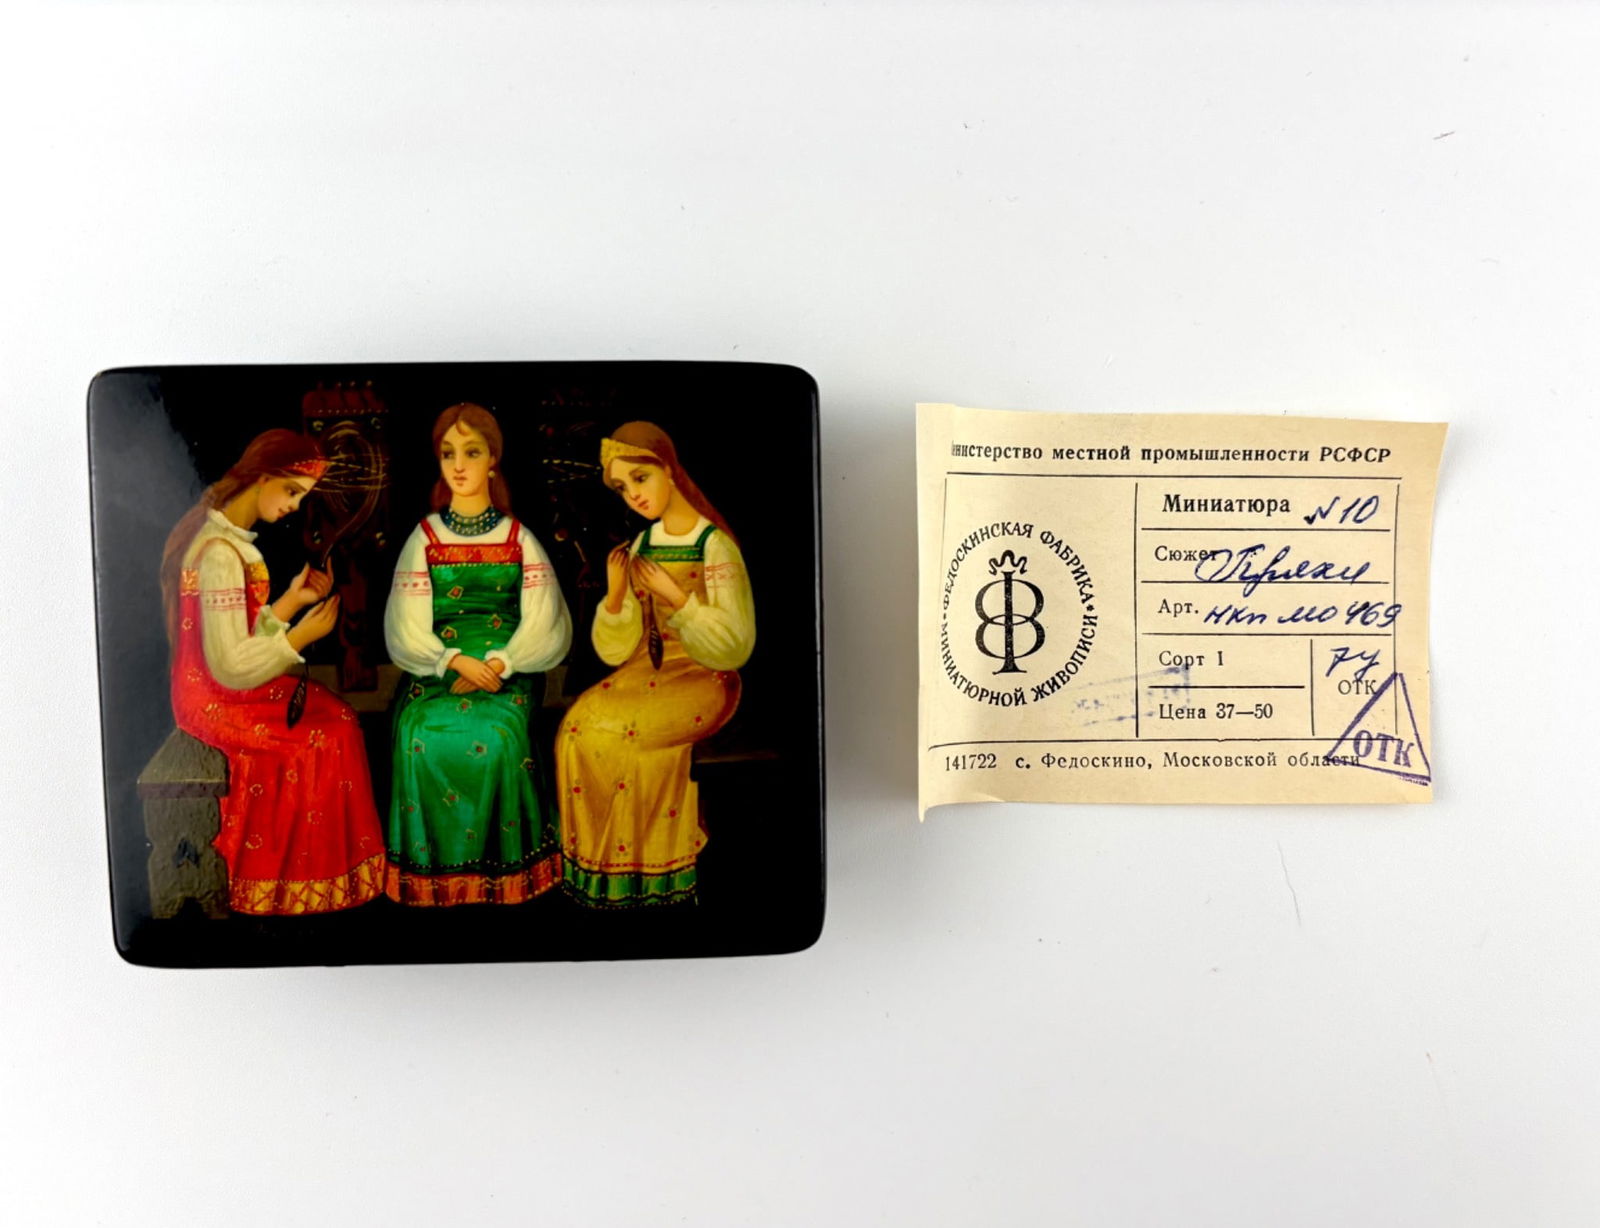 инистерство местной промышленности РСФСР
ФЕДОСКИНСКАЯ ФАБРИКА
МИНИАТЮРНОЙ ЖИВОПИСИ
Миниатюра N10
Сюжет Пряхи
Арт. НКП МО 469
Сорт I
ОТК
Цена 37—50
ОТК
141722 с. Федоскино, Московской области